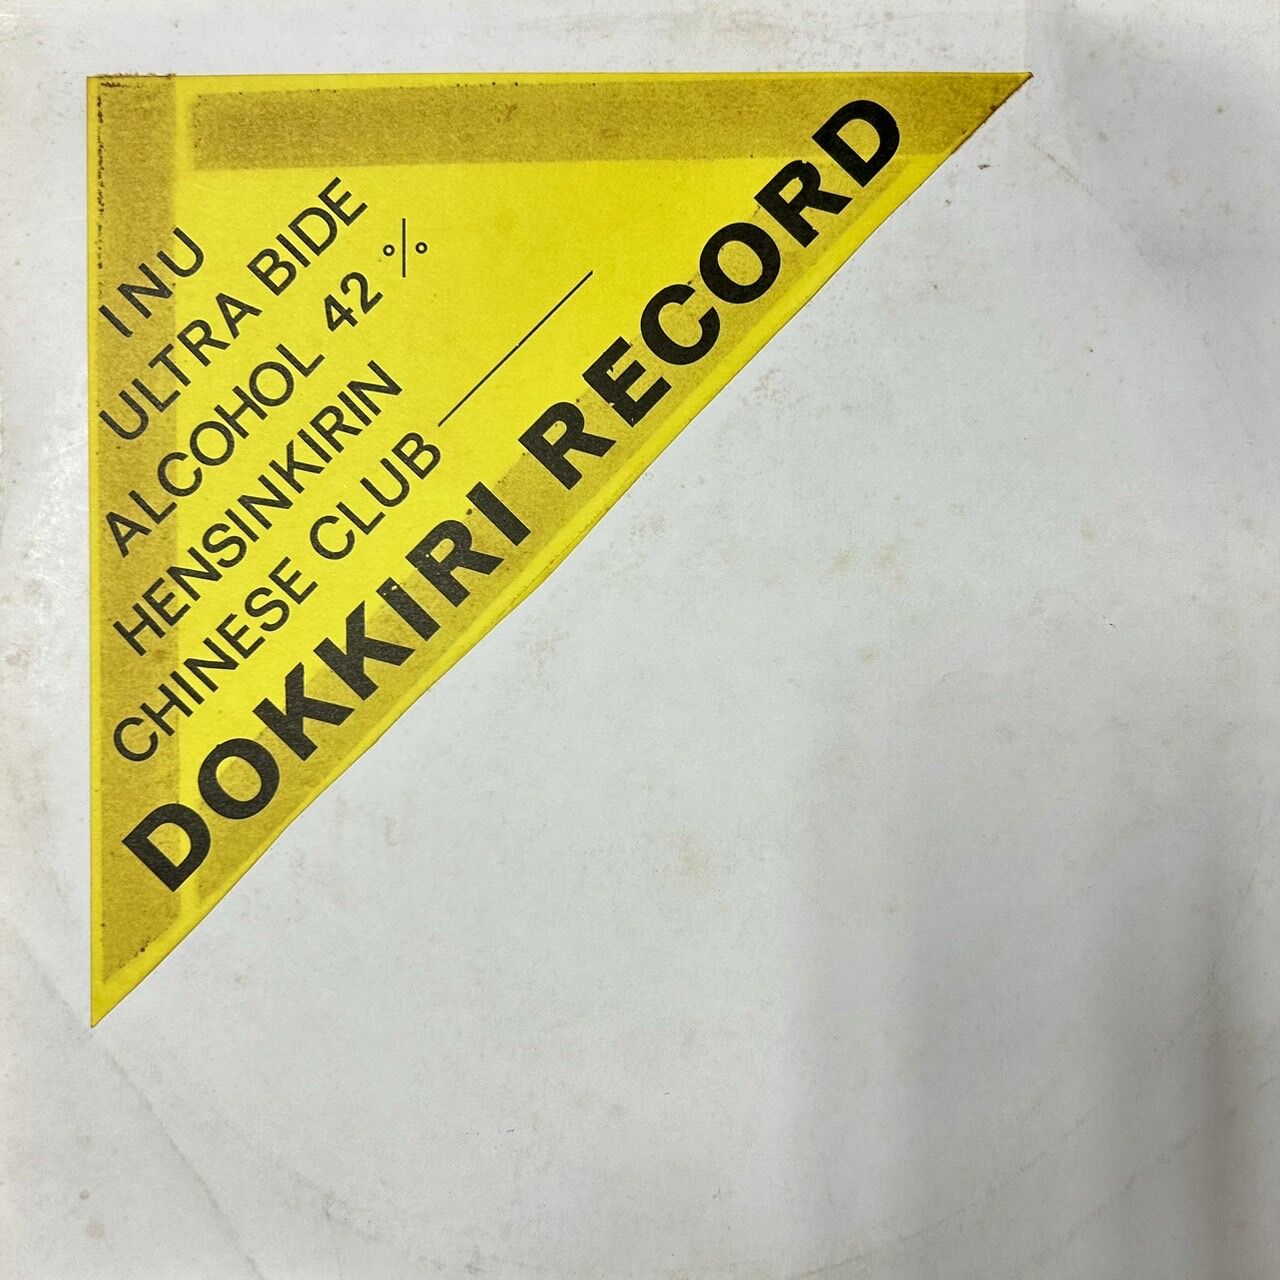 INU
ULTRA BIDE
ALCOHOL 42 %
HENSINKIRIN
CHINESE CLUB
DOKKIRI RECORD